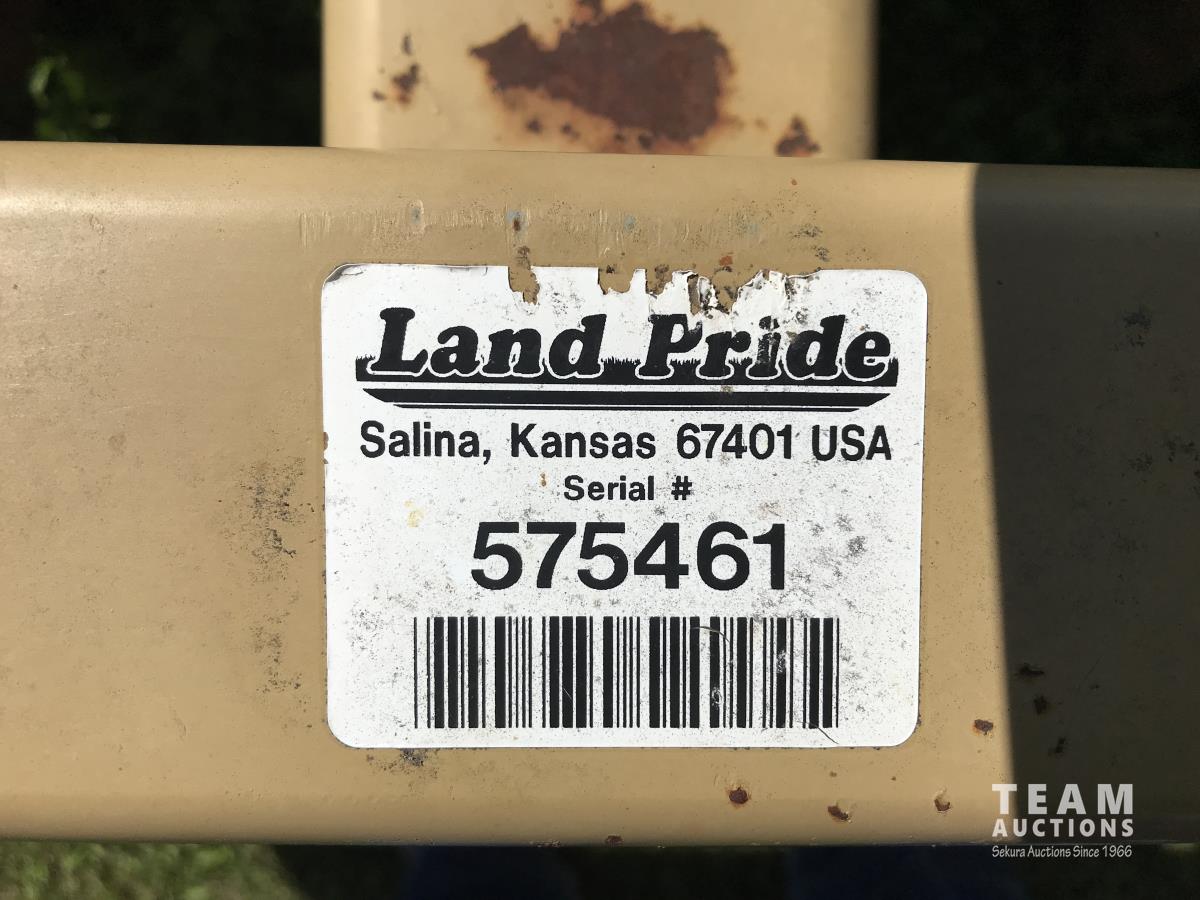 Land Pride
Salina, Kansas 67401 USA
Serial #
575461
TEAM
AUCTIONS
Sekura Auctions Since 1966